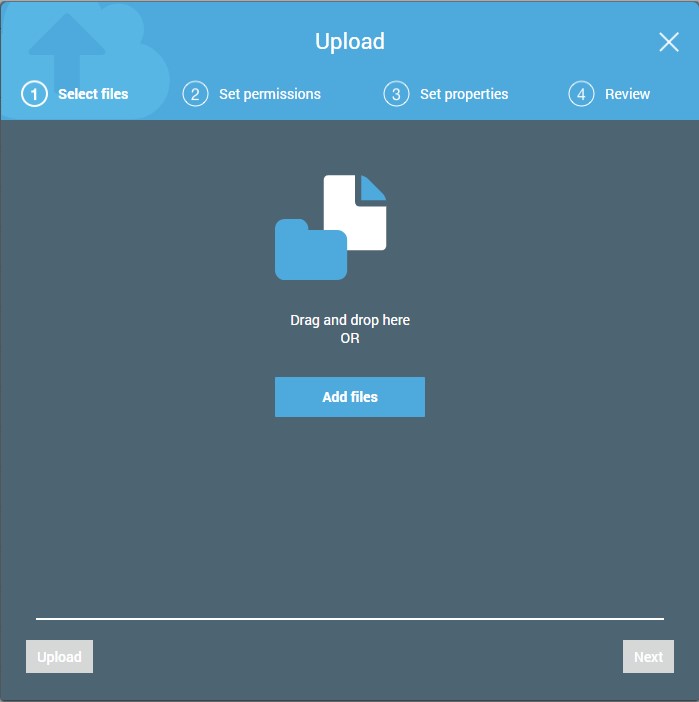 Upload
1 Select files 2 Set permissions 3 Set properties 4 Review
Drag and drop here
OR
Add files
Upload Next